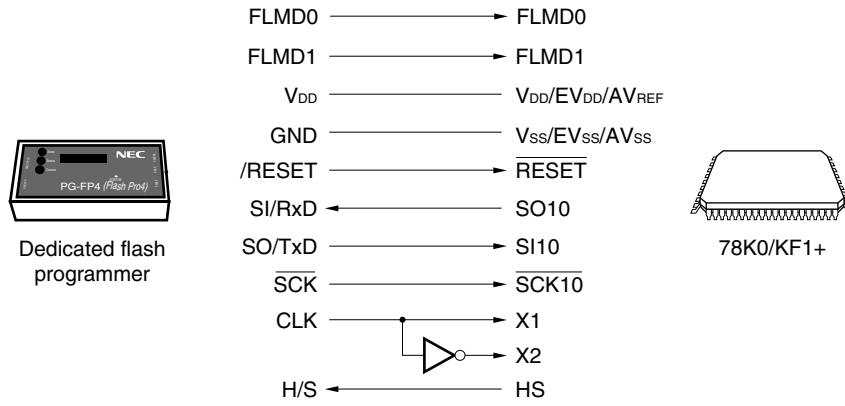 FLMD0 FLMD0
FLMD1 FLMD1
VDD VDD/EVDD/AVREF
GND VSS/EVSS/AVSS
/RESET RESET
SI/RxD SO10
SO/TxD SI10
SCK SCK10
CLK X1
X2
H/S HS
NEC
PG-FP4 (Flash Pro4)
Dedicated flash
programmer
78K0/KF1+